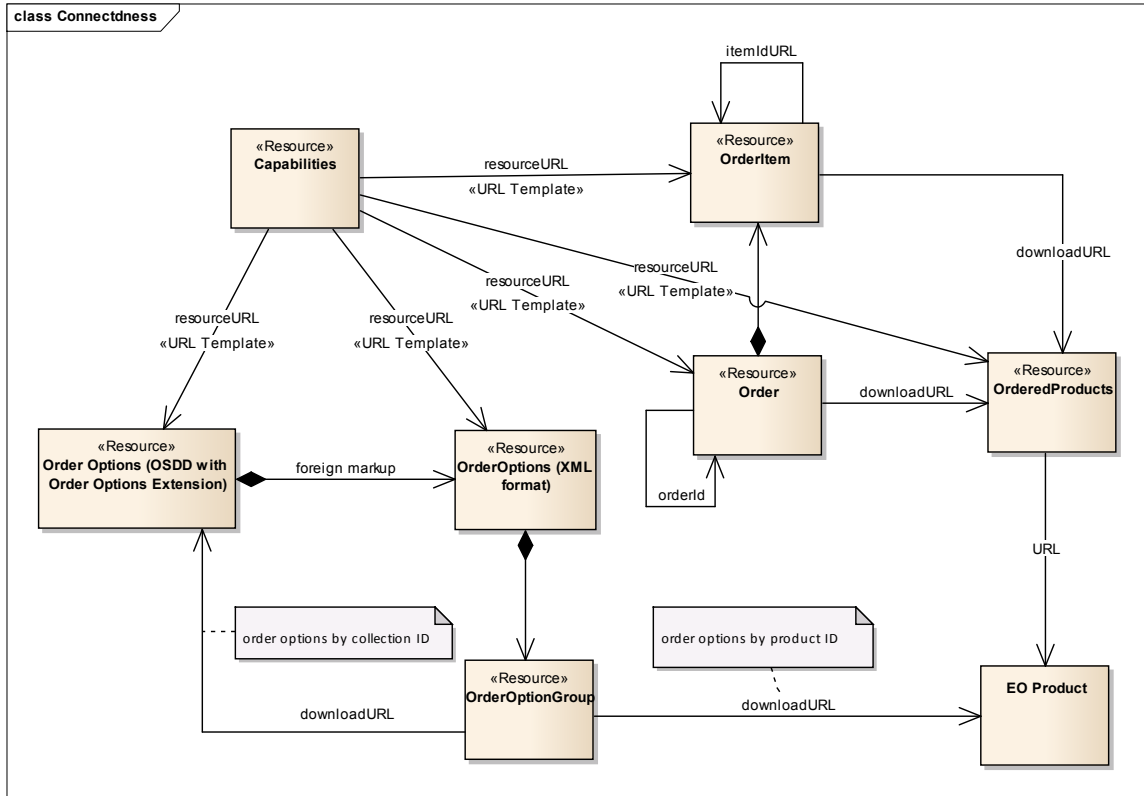 class Connectdness
itemIdURL
«Resource»
OrderItem
«Resource»
Capabilities
resourceURL
«URL Template»
downloadURL
resourceURL
«URL Template»
resourceURL
«URL Template»
resourceURL
«URL Template»
resourceURL
«URL Template»
«Resource»
Order
downloadURL
«Resource»
OrderedProducts
orderId
«Resource»
Order Options (OSDD with
Order Options Extension)
foreign markup
«Resource»
OrderOptions (XML
format)
URL
order options by collection ID
order options by product ID
«Resource»
OrderOptionGroup
downloadURL
downloadURL
EO Product